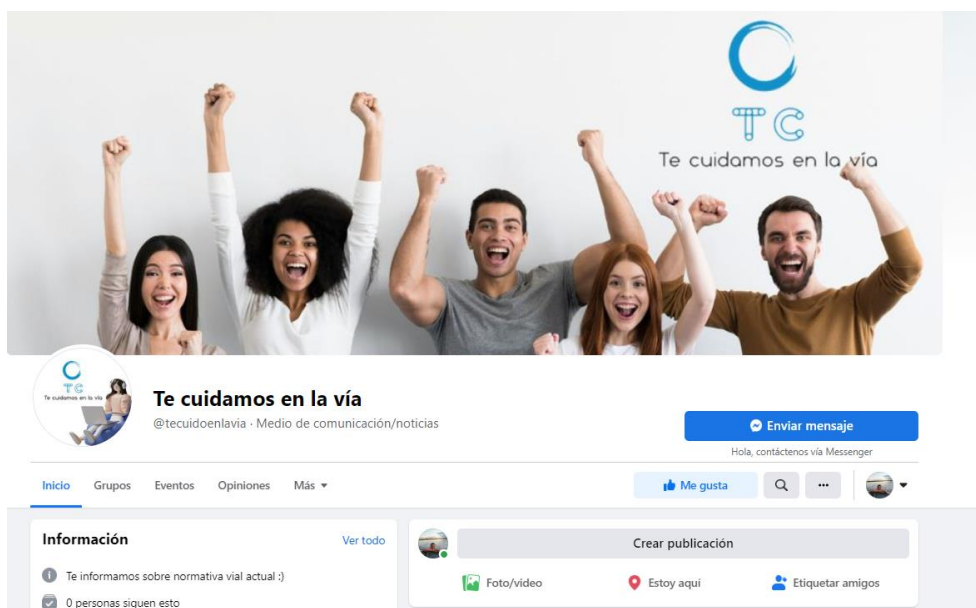 TC
Te cuidamos en la vía
TC
Te cuidamos en la vía
Te cuidamos en la vía
@tecuidoenlavia · Medio de comunicación/noticias
Enviar mensaje
Hola, contáctenos vía Messenger
Inicio Grupos Eventos Opiniones Más
Me gusta
Información Ver todo
Crear publicación
Te informamos sobre normativa vial actual :)
Foto/video Estoy aquí Etiquetar amigos
0 personas siguen esto